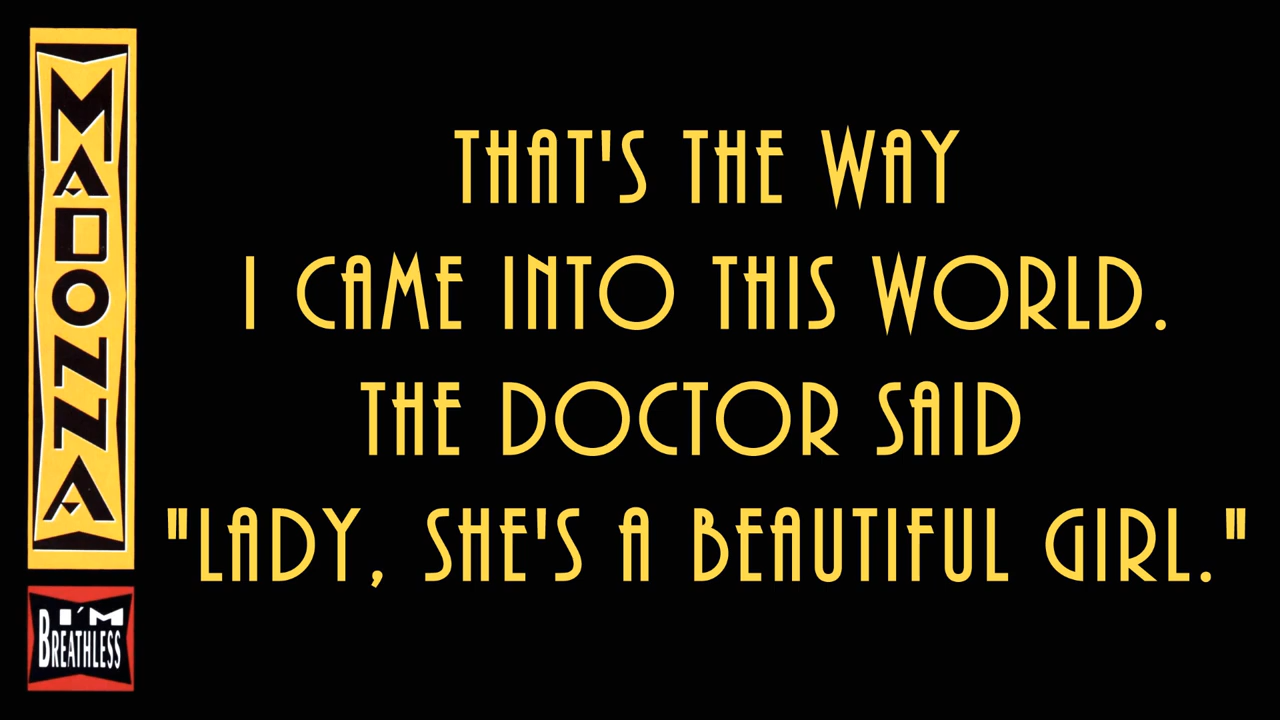 MADONNA
I'M
BREATHLESS
THAT'S THE WAY
I CAME INTO THIS WORLD.
THE DOCTOR SAID
"LADY, SHE'S A BEAUTIFUL GIRL."